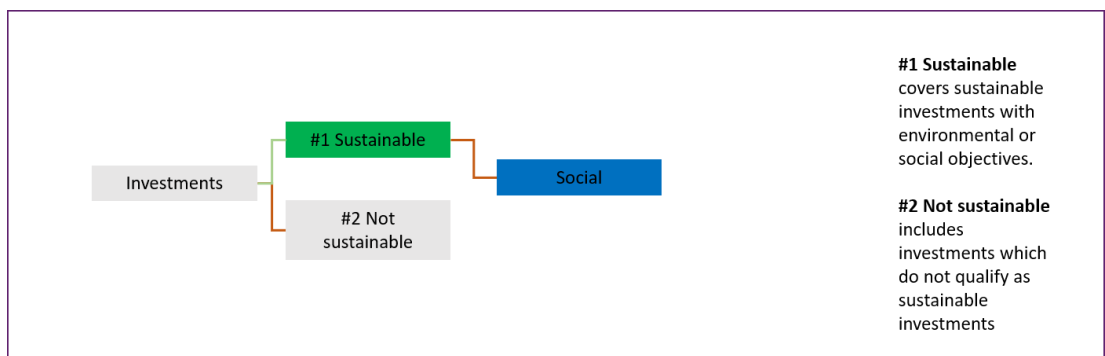 Investments
#1 Sustainable
#2 Not
sustainable
Social
#1 Sustainable
covers sustainable
investments with
environmental or
social objectives.
#2 Not sustainable
includes
investments which
do not qualify as
sustainable
investments